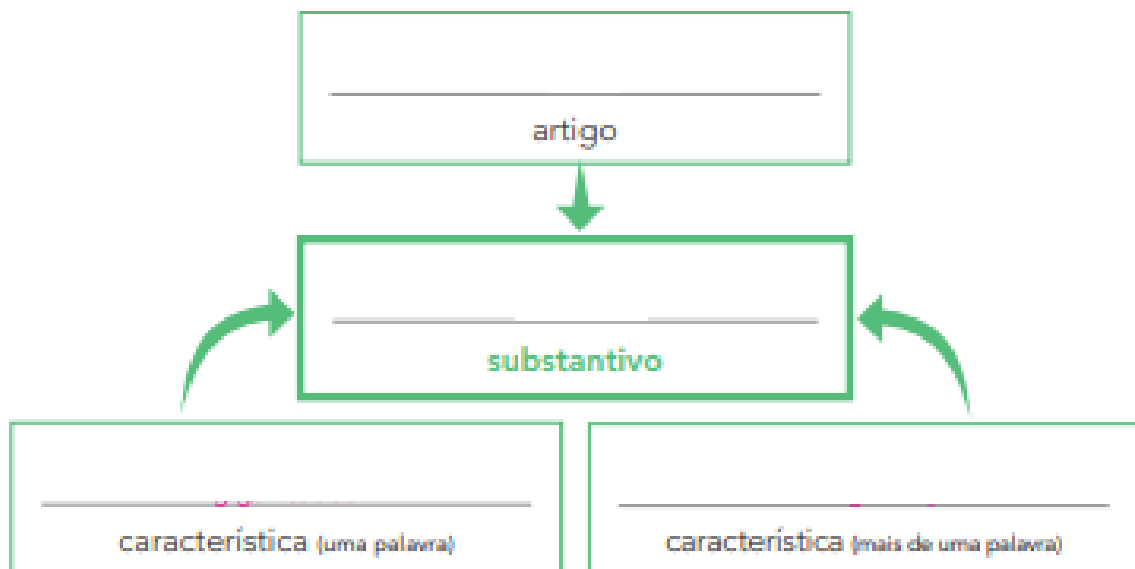 artigo
substantivo
característica (uma palavra)
característica (mais de uma palavra)